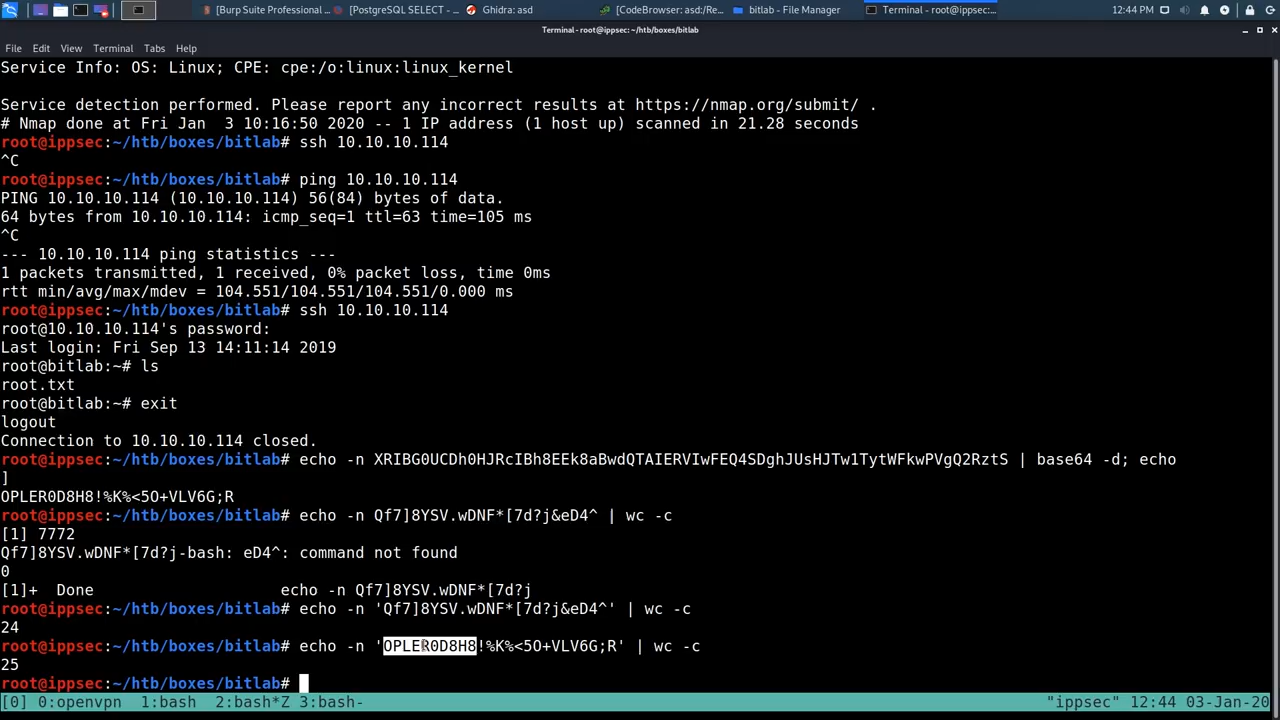 [Burp Suite Professional ... [PostgreSQL SELECT - ... Ghidra: asd [CodeBrowser: asd:/Re... bitlab - File Manager Terminal - root@ippsec:... 12:44 PM
Terminal - root@ippsec:~/htb/boxes/bitlab
File Edit View Terminal Tabs Help
Service Info: OS: Linux; CPE: cpe:/o:linux:linux_kernel
Service detection performed. Please report any incorrect results at https://nmap.org/submit/ .
# Nmap done at Fri Jan  3 10:16:50 2020 -- 1 IP address (1 host up) scanned in 21.28 seconds
root@ippsec:~/htb/boxes/bitlab# ssh 10.10.10.114
^C
root@ippsec:~/htb/boxes/bitlab# ping 10.10.10.114
PING 10.10.10.114 (10.10.10.114) 56(84) bytes of data.
64 bytes from 10.10.10.114: icmp_seq=1 ttl=63 time=105 ms
^C
--- 10.10.10.114 ping statistics ---
1 packets transmitted, 1 received, 0% packet loss, time 0ms
rtt min/avg/max/mdev = 104.551/104.551/104.551/0.000 ms
root@ippsec:~/htb/boxes/bitlab# ssh 10.10.10.114
root@10.10.10.114's password:
Last login: Fri Sep 13 14:11:14 2019
root@bitlab:~# ls
root.txt
root@bitlab:~# exit
logout
Connection to 10.10.10.114 closed.
root@ippsec:~/htb/boxes/bitlab# echo -n XRIBG0UCDh0HJRcIBh8EEk8aBwdQTAIERVIwFEQ4SDghJUsHJTw1TytWFkwPVgQ2RztS | base64 -d; echo
]
OPLER0D8H8!%K%<5O+VLV6G;R
root@ippsec:~/htb/boxes/bitlab# echo -n Qf7]8YSV.wDNF*[7d?j&eD4^ | wc -c
[1] 7772
Qf7]8YSV.wDNF*[7d?j-bash: eD4^: command not found
0
[1]+  Done                    echo -n Qf7]8YSV.wDNF*[7d?j
root@ippsec:~/htb/boxes/bitlab# echo -n 'Qf7]8YSV.wDNF*[7d?j&eD4^' | wc -c
24
root@ippsec:~/htb/boxes/bitlab# echo -n 'OPLER0D8H8!%K%<5O+VLV6G;R' | wc -c
25
root@ippsec:~/htb/boxes/bitlab#
[0] 0:openvpn  1:bash  2:bash*Z 3:bash- "ippsec" 12:44 03-Jan-20